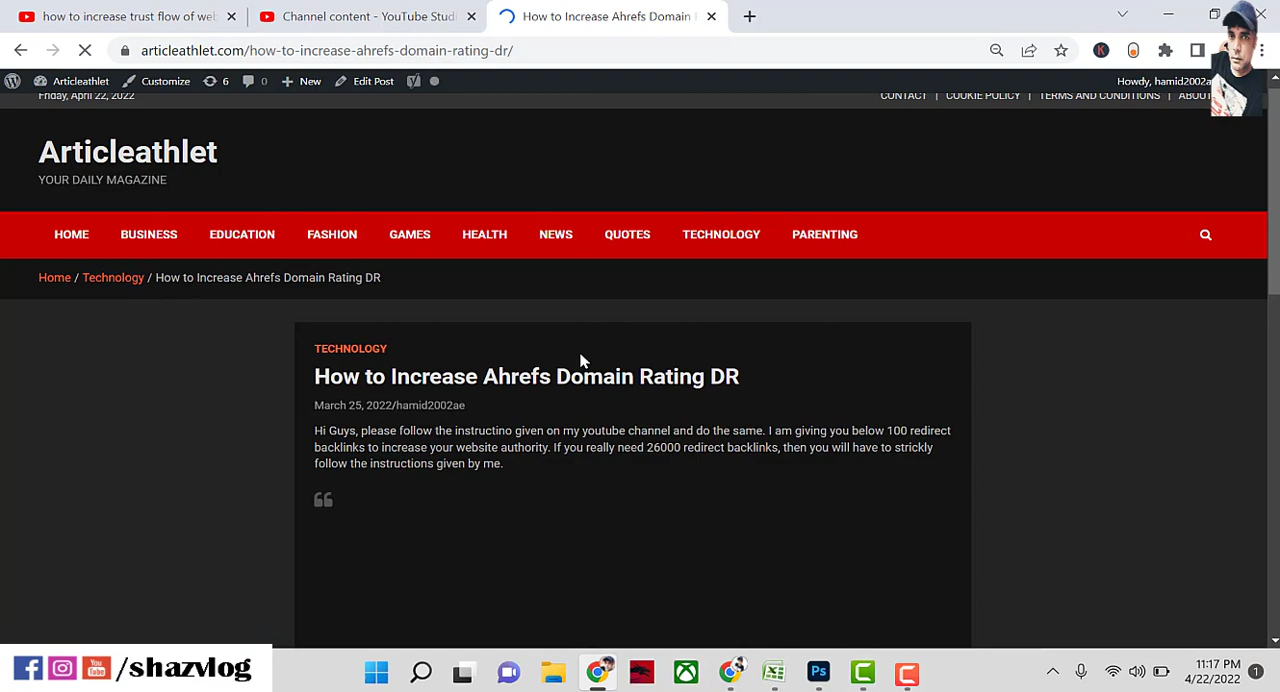 how to increase trust flow of wel
Channel content - YouTube Studi
How to Increase Ahrefs Domain
articleathlet.com/how-to-increase-ahrefs-domain-rating-dr/
Articleathlet
Customize
6
0
New
Edit Post
Howdy, hamid2002a
Friday, April 22, 2022
CONTACT | COOKIE POLICY | TERMS AND CONDITIONS | ABOUT
Articleathlet
YOUR DAILY MAGAZINE
HOME BUSINESS EDUCATION FASHION GAMES HEALTH NEWS QUOTES TECHNOLOGY PARENTING
Home / Technology / How to Increase Ahrefs Domain Rating DR
TECHNOLOGY
How to Increase Ahrefs Domain Rating DR
March 25, 2022/hamid2002ae
Hi Guys, please follow the instructino given on my youtube channel and do the same. I am giving you below 100 redirect
backlinks to increase your website authority. If you really need 26000 redirect backlinks, then you will have to strickly
follow the instructions given by me.
You
Tube
/shazvlog
Ps
11:17 PM
4/22/2022
1